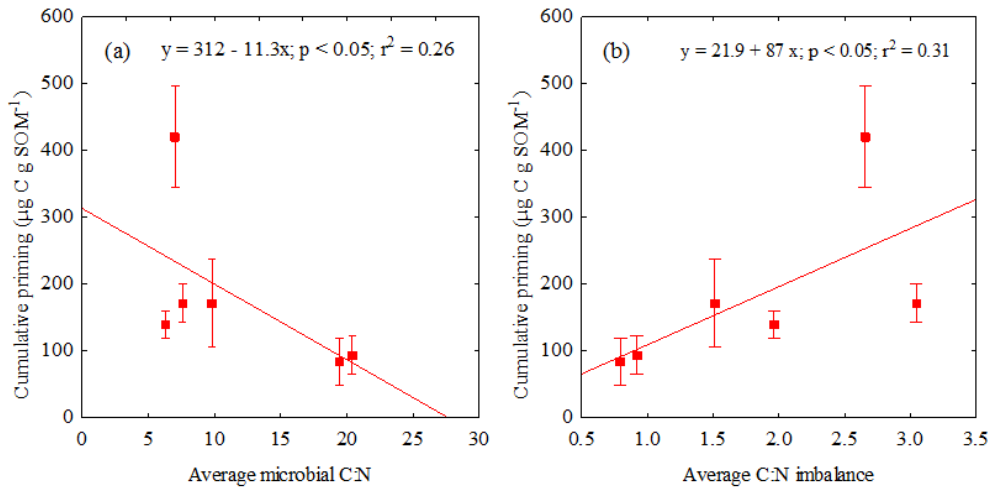 (a) y = 312 - 11.3x; p < 0.05; r² = 0.26
Cumulative priming (µg C g SOM⁻¹)
600
500
400
300
200
100
0
0 5 10 15 20 25 30
Average microbial C:N
(b) y = 21.9 + 87 x; p < 0.05; r² = 0.31
Cumulative priming (µg C g SOM⁻¹)
600
500
400
300
200
100
0
0.5 1.0 1.5 2.0 2.5 3.0 3.5
Average C:N imbalance